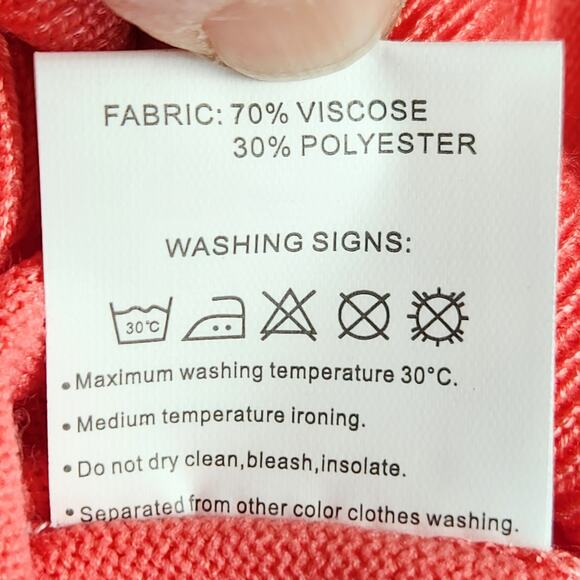 FABRIC: 70% VISCOSE
30% POLYESTER
WASHING SIGNS:
30°C
• Maximum washing temperature 30°C.
• Medium temperature ironing.
• Do not dry clean,bleash,insolate.
• Separated from other color clothes washing.